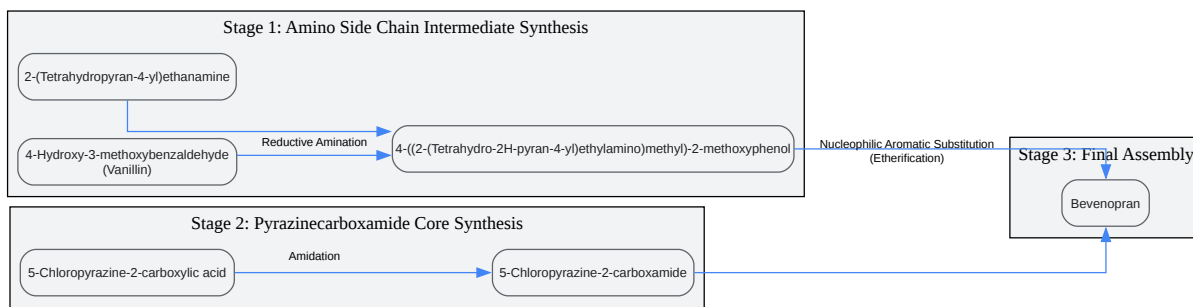 Stage 1: Amino Side Chain Intermediate Synthesis
2-(Tetrahydropyran-4-yl)ethanamine
Reductive Amination
4-Hydroxy-3-methoxybenzaldehyde
(Vanillin)
4-((2-(Tetrahydro-2H-pyran-4-yl)ethylamino)methyl)-2-methoxyphenol
Nucleophilic Aromatic Substitution
(Etherification)
Stage 3: Final Assembly
Bevenopran
Stage 2: Pyrazinecarboxamide Core Synthesis
5-Chloropyrazine-2-carboxylic acid
Amidation
5-Chloropyrazine-2-carboxamide